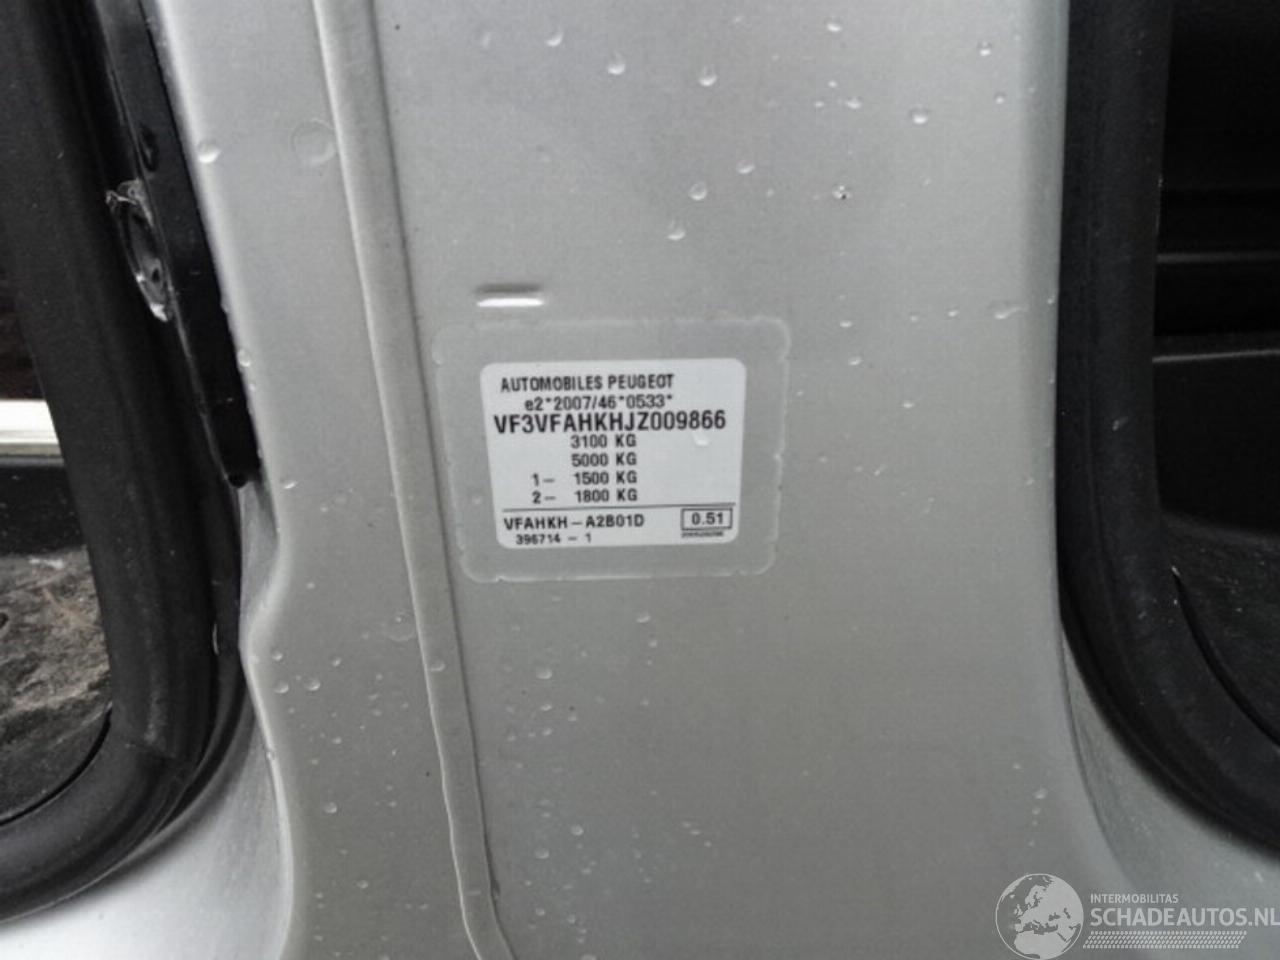 AUTOMOBILES PEUGEOT
e2*2007/46*0533*
VF3VFAHKHJZ009866
3100 KG
5000 KG
1- 1500 KG
2- 1800 KG
VFAHKH-A2B01D 0.51
396714-1
INTERMOBILITAS
SCHADEAUTOS.NL